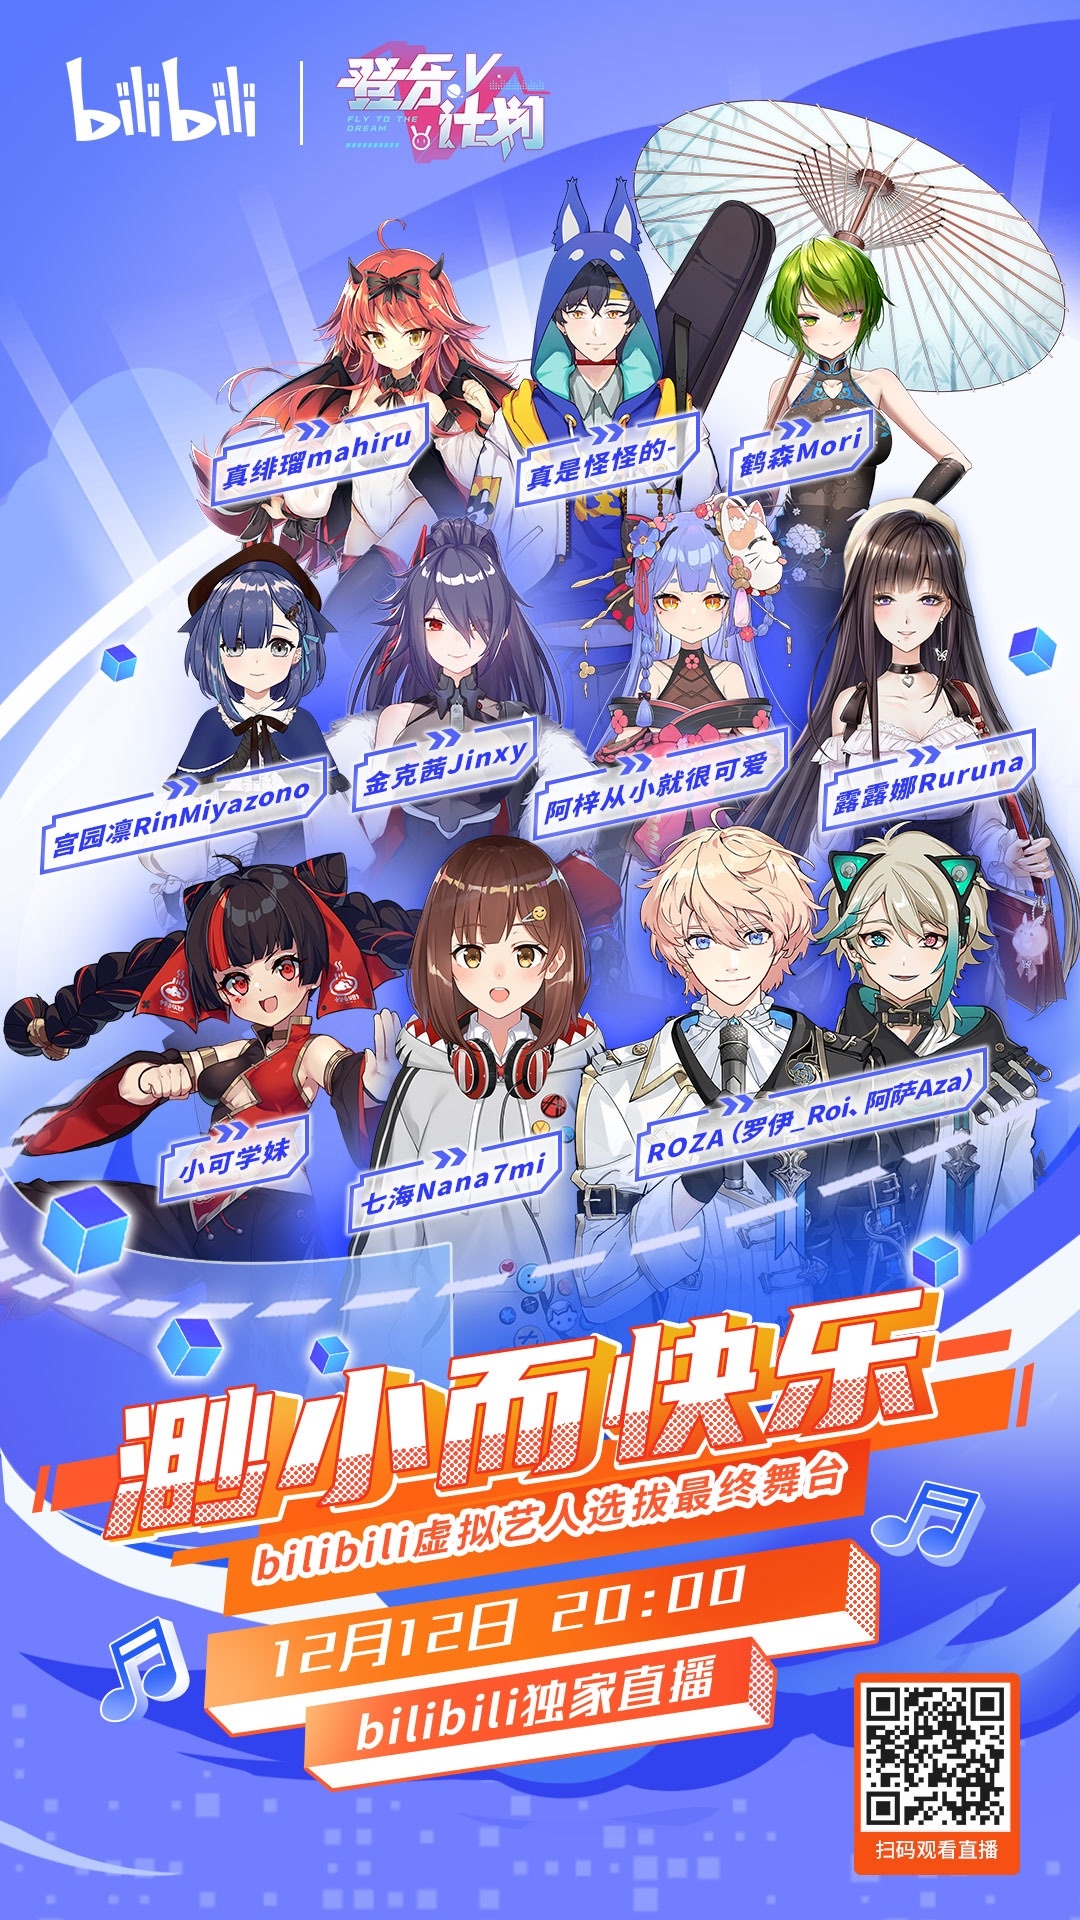 bilibili
登乐V计划
FLY TO THE DREAM
真绯瑠mahiru
真是怪怪的-
鹤森Mori
宫园凛RinMiyazono
金克茜Jinxy
阿梓从小就很可爱
露露娜Ruruna
小可学妹
七海Nana7mi
ROZA（罗伊_Roi、阿萨Aza）
渺小而快乐
bilibili虚拟艺人选拔最终舞台
12月12日 20:00
bilibili独家直播
扫码观看直播